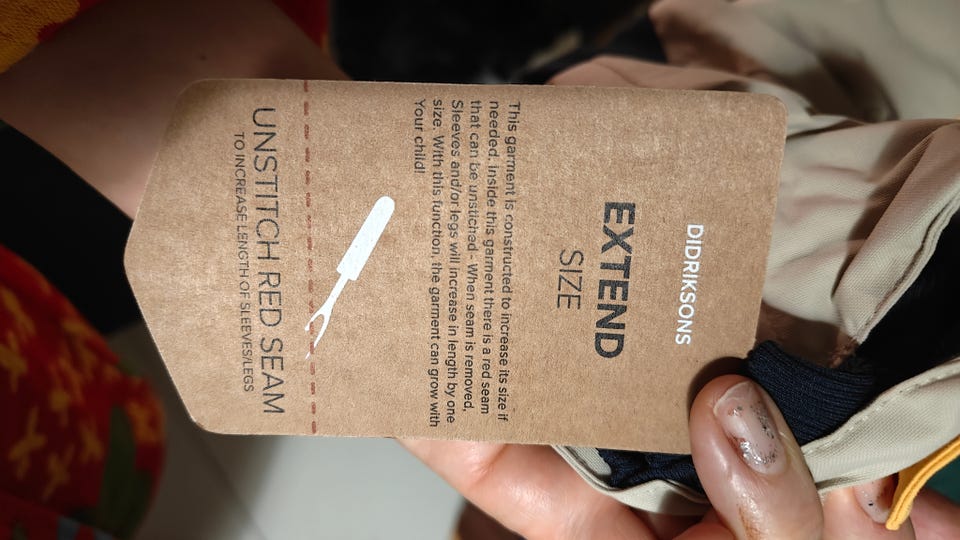 DIDRIKSONS
EXTEND
SIZE
This garment is constructed to increase its size if
needed, inside this garment there is a red seam
that can be unstichad - When seam is removed,
Sleeves and/or legs will increase in length by one
size. With this function, the garment can grow with
Your child!
UNSTITCH RED SEAM
TO INCREASE LENGTH OF SLEEVES/LEGS